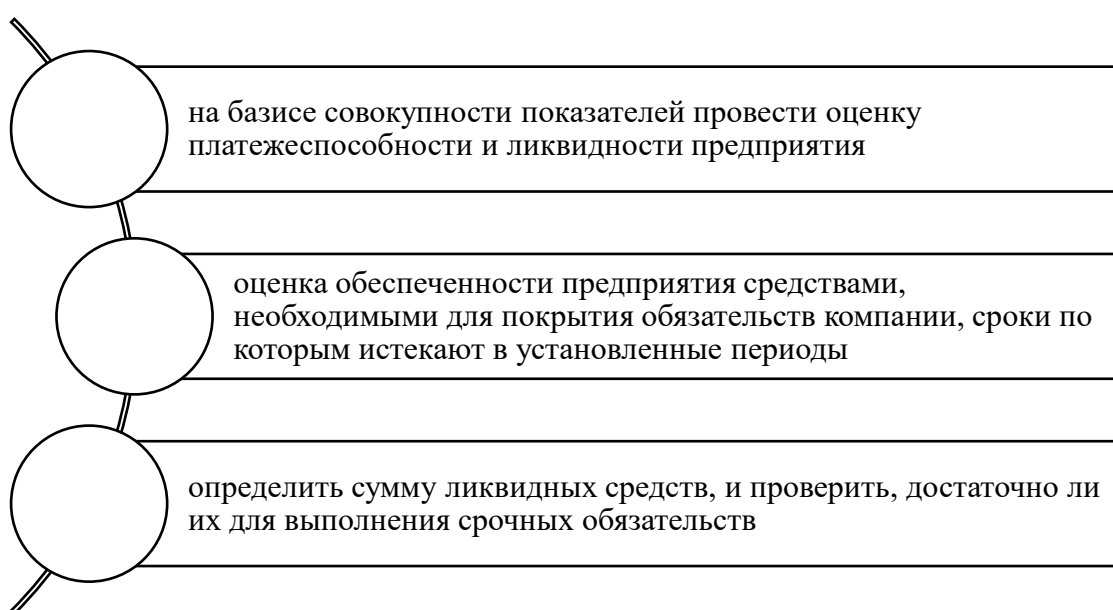 на базисе совокупности показателей провести оценку
платежеспособности и ликвидности предприятия
оценка обеспеченности предприятия средствами,
необходимыми для покрытия обязательств компании, сроки по
которым истекают в установленные периоды
определить сумму ликвидных средств, и проверить, достаточно ли
их для выполнения срочных обязательств